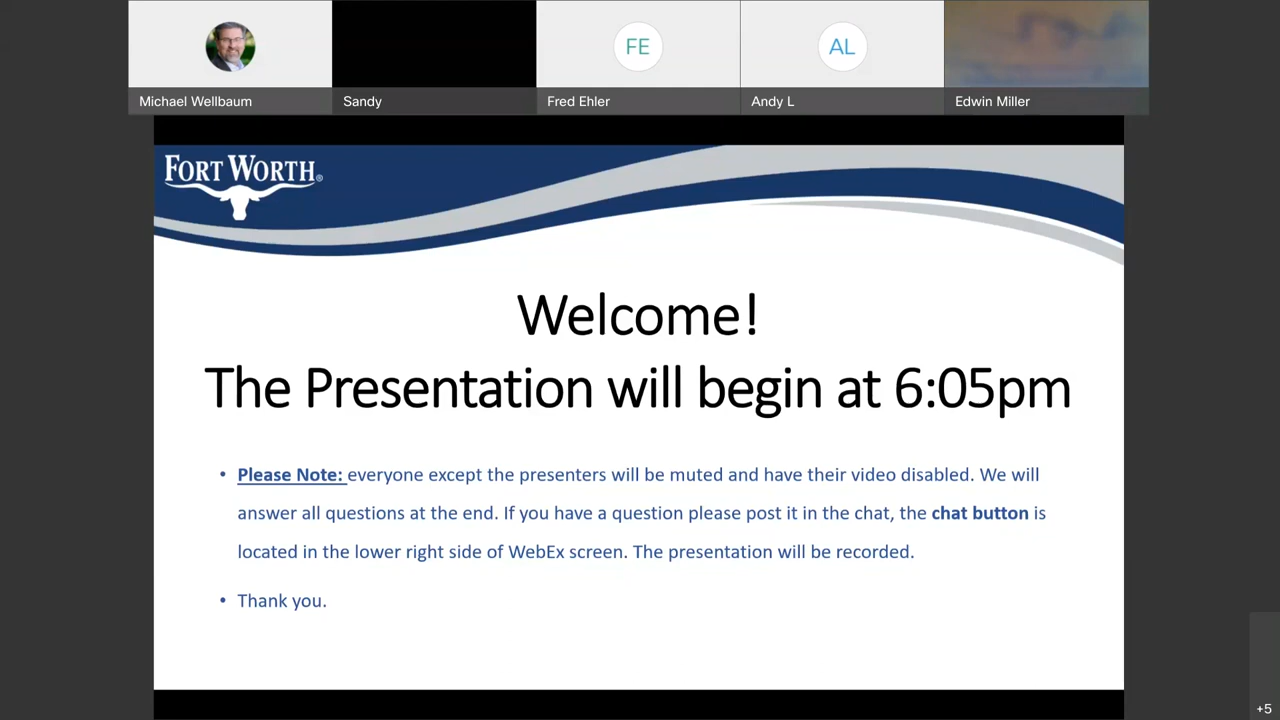 FE
AL
Michael Wellbaum
Sandy
Fred Ehler
Andy L
Edwin Miller
FORT WORTH®
Welcome!
The Presentation will begin at 6:05pm
• Please Note: everyone except the presenters will be muted and have their video disabled. We will
answer all questions at the end. If you have a question please post it in the chat, the chat button is
located in the lower right side of WebEx screen. The presentation will be recorded.
• Thank you.
+5